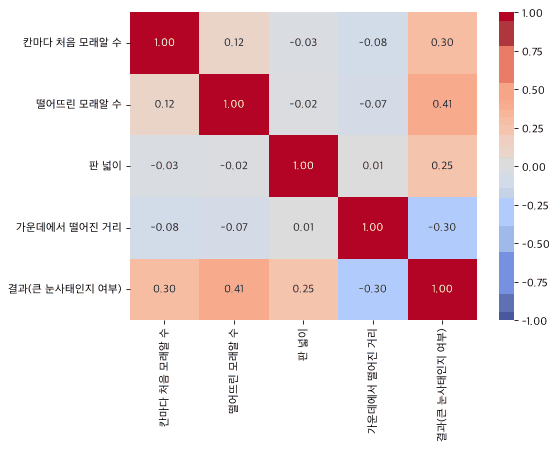 칸마다 처음 모래알 수 1.00 0.12 -0.03 -0.08 0.30
떨어뜨린 모래알 수 0.12 1.00 -0.02 -0.07 0.41
판 넓이 -0.03 -0.02 1.00 0.01 0.25
가운데에서 떨어진 거리 -0.08 -0.07 0.01 1.00 -0.30
결과(큰 눈사태인지 여부) 0.30 0.41 0.25 -0.30 1.00
칸마다 처음 모래알 수
떨어뜨린 모래알 수
판 넓이
가운데에서 떨어진 거리
결과(큰 눈사태인지 여부)
1.00
0.75
0.50
0.25
0.00
-0.25
-0.50
-0.75
-1.00